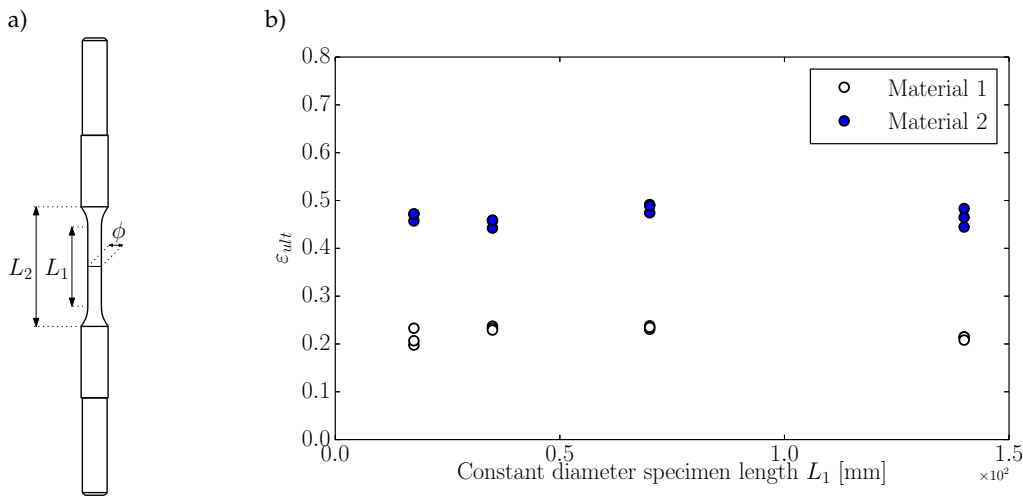 a)
L₂
L₁
ϕ
b)
ε_ult
0.8
0.7
0.6
0.5
0.4
0.3
0.2
0.1
0.0
0.0
0.5
1.0
1.5
×10²
Constant diameter specimen length L₁ [mm]
Material 1
Material 2